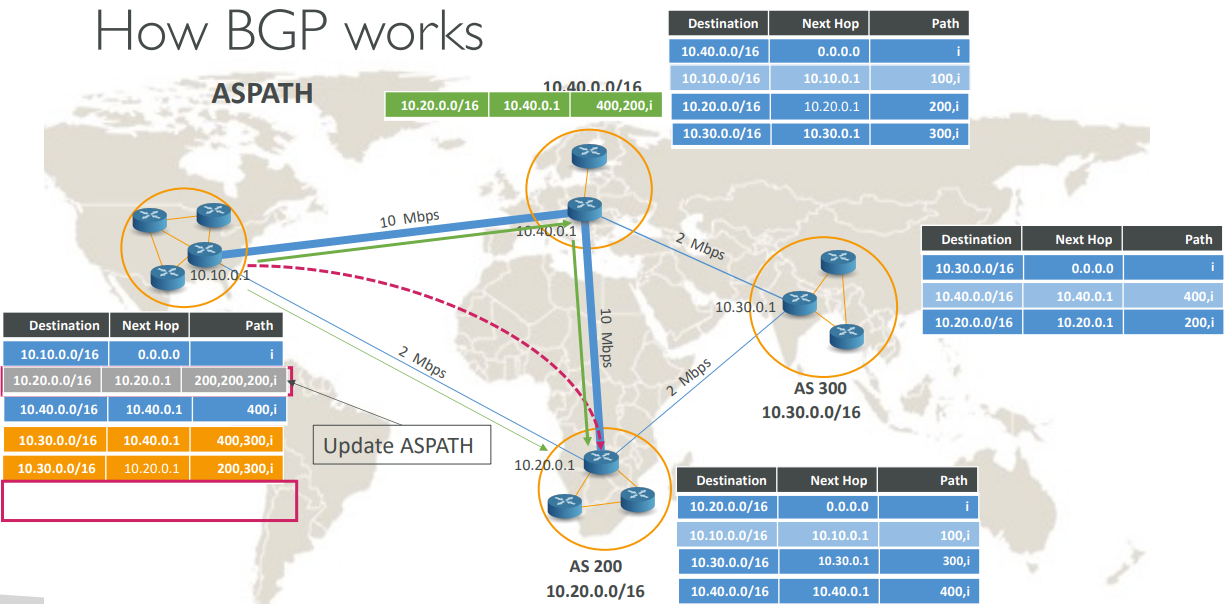 How BGP works
ASPATH
10.40.0.0/16
10.20.0.0/16 10.40.0.1 400,200,i
Destination Next Hop Path
10.40.0.0/16 0.0.0.0 i
10.10.0.0/16 10.10.0.1 100,i
10.20.0.0/16 10.20.0.1 200,i
10.30.0.0/16 10.30.0.1 300,i
10 Mbps
10.40.0.1
2 Mbps
10.10.0.1
10.30.0.1
10 Mbps
Destination Next Hop Path
10.30.0.0/16 0.0.0.0 i
10.40.0.0/16 10.40.0.1 400,i
10.20.0.0/16 10.20.0.1 200,i
Destination Next Hop Path
10.10.0.0/16 0.0.0.0 i
10.20.0.0/16 10.20.0.1 200,200,200,i
10.40.0.0/16 10.40.0.1 400,i
10.30.0.0/16 10.40.0.1 400,300,i
10.30.0.0/16 10.20.0.1 200,300,i
2 Mbps
2 Mbps
AS 300
10.30.0.0/16
Update ASPATH
10.20.0.1
AS 200
10.20.0.0/16
Destination Next Hop Path
10.20.0.0/16 0.0.0.0 i
10.10.0.0/16 10.10.0.1 100,i
10.30.0.0/16 10.30.0.1 300,i
10.40.0.0/16 10.40.0.1 400,i